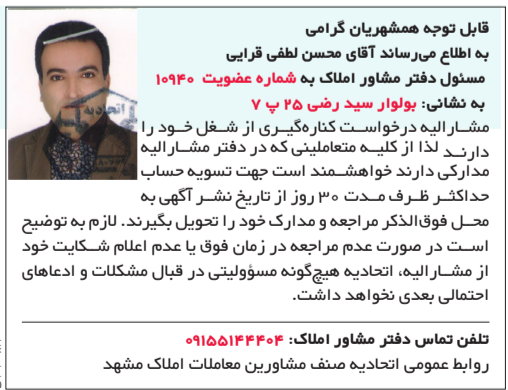 قابل توجه همشهریان گرامی
به اطلاع می‌رساند آقای محسن لطفی قرایی
مسئول دفتر مشاور املاک به شماره عضویت ۱۰۹۴۰
به نشانی: بولوار سید رضی ۲۵ پ ۷
مشارالیه درخواست کناره‌گیری از شغل خود را
دارند لذا از کلیه متعاملینی که در دفتر مشارالیه
مدارکی دارند خواهشمند است جهت تسویه حساب
حداکثر ظرف مدت ۳۰ روز از تاریخ نشر آگهی به
محل فوق‌الذکر مراجعه و مدارک خود را تحویل بگیرند. لازم به توضیح
است در صورت عدم مراجعه در زمان فوق یا عدم اعلام شکایت خود
از مشارالیه، اتحادیه هیچ‌گونه مسؤولیتی در قبال مشکلات و ادعاهای
احتمالی بعدی نخواهد داشت.
تلفن تماس دفتر مشاور املاک: ۰۹۱۵۵۱۴۴۴۰۴
روابط عمومی اتحادیه صنف مشاورین معاملات املاک مشهد
اتحادیه